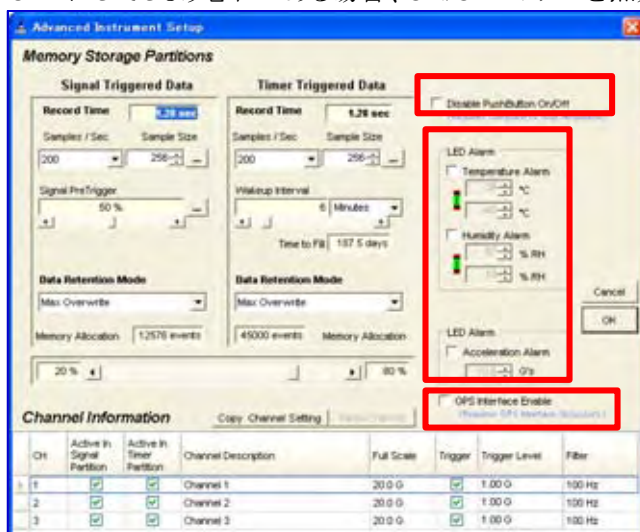 Advanced Instrument Setup
Memory Storage Partitions
Signal Triggered Data
Timer Triggered Data
Record Time
1.28 sec
Record Time
1.28 sec
Samples / Sec
Sample Size
Samples / Sec
Sample Size
200
256
...
200
256
...
Signal PreTrigger
50 %
...
Wakeup Interval
6
Minutes
Time to Fill
187.5 days
Data Retention Mode
Max Overwrite
Data Retention Mode
Max Overwrite
Memory Allocation
12576 events
45000 events
Memory Allocation
20 %
80 %
Disable PushButton On/Off
LED Alarm
Temperature Alarm
°C
°C
Humidity Alarm
% RH
% RH
LED Alarm
Acceleration Alarm
G's
GPS Interface Enable
Cancel
OK
Channel Information
Copy Channel Setting
CH
Active In Signal Partition
Active In Timer Partition
Channel Description
Full Scale
Trigger
Trigger Level
Filter
1
Channel 1
20.0 G
1.00 G
100 Hz
2
Channel 2
20.0 G
1.00 G
100 Hz
3
Channel 3
20.0 G
1.00 G
100 Hz